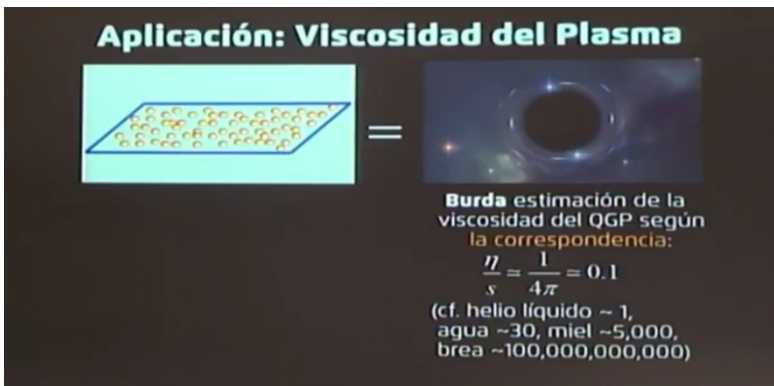 Aplicación: Viscosidad del Plasma
=
Burda estimación de la
viscosidad del QGP según
la correspondencia:
η/s ≃ 1/4π ≃ 0.1
(cf. helio líquido ~ 1,
agua ~30, miel ~5,000,
brea ~100,000,000,000)